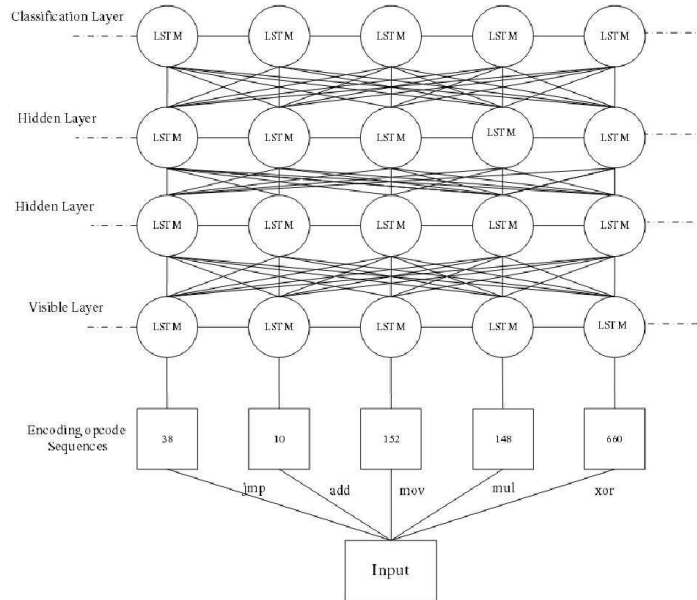 Classification Layer
LSTM LSTM LSTM LSTM LSTM
Hidden Layer
LSTM LSTM LSTM LSTM LSTM
Hidden Layer
LSTM LSTM LSTM LSTM LSTM
Visible Layer
LSTM LSTM LSTM LSTM LSTM
Encoding opcode
Sequences
38 10 152 148 660
jmp add mov mul xor
Input